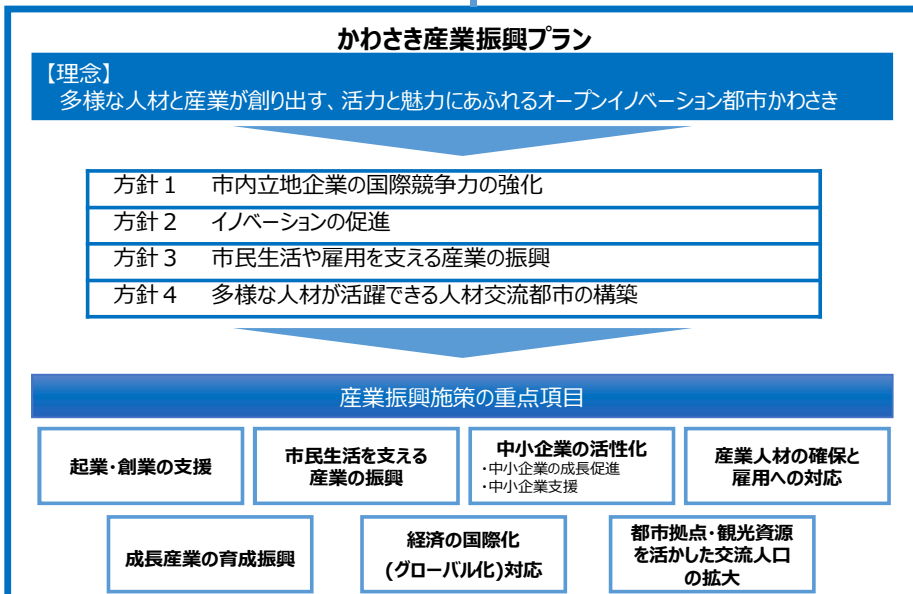 かわさき産業振興プラン
【理念】
多様な人材と産業が創り出す、活力と魅力にあふれるオープンイノベーション都市かわさき
方針1 市内立地企業の国際競争力の強化
方針2 イノベーションの促進
方針3 市民生活や雇用を支える産業の振興
方針4 多様な人材が活躍できる人材交流都市の構築
産業振興施策の重点項目
起業・創業の支援
市民生活を支える
産業の振興
中小企業の活性化
・中小企業の成長促進
・中小企業支援
産業人材の確保と
雇用への対応
成長産業の育成振興
経済の国際化
(グローバル化)対応
都市拠点・観光資源
を活かした交流人口
の拡大